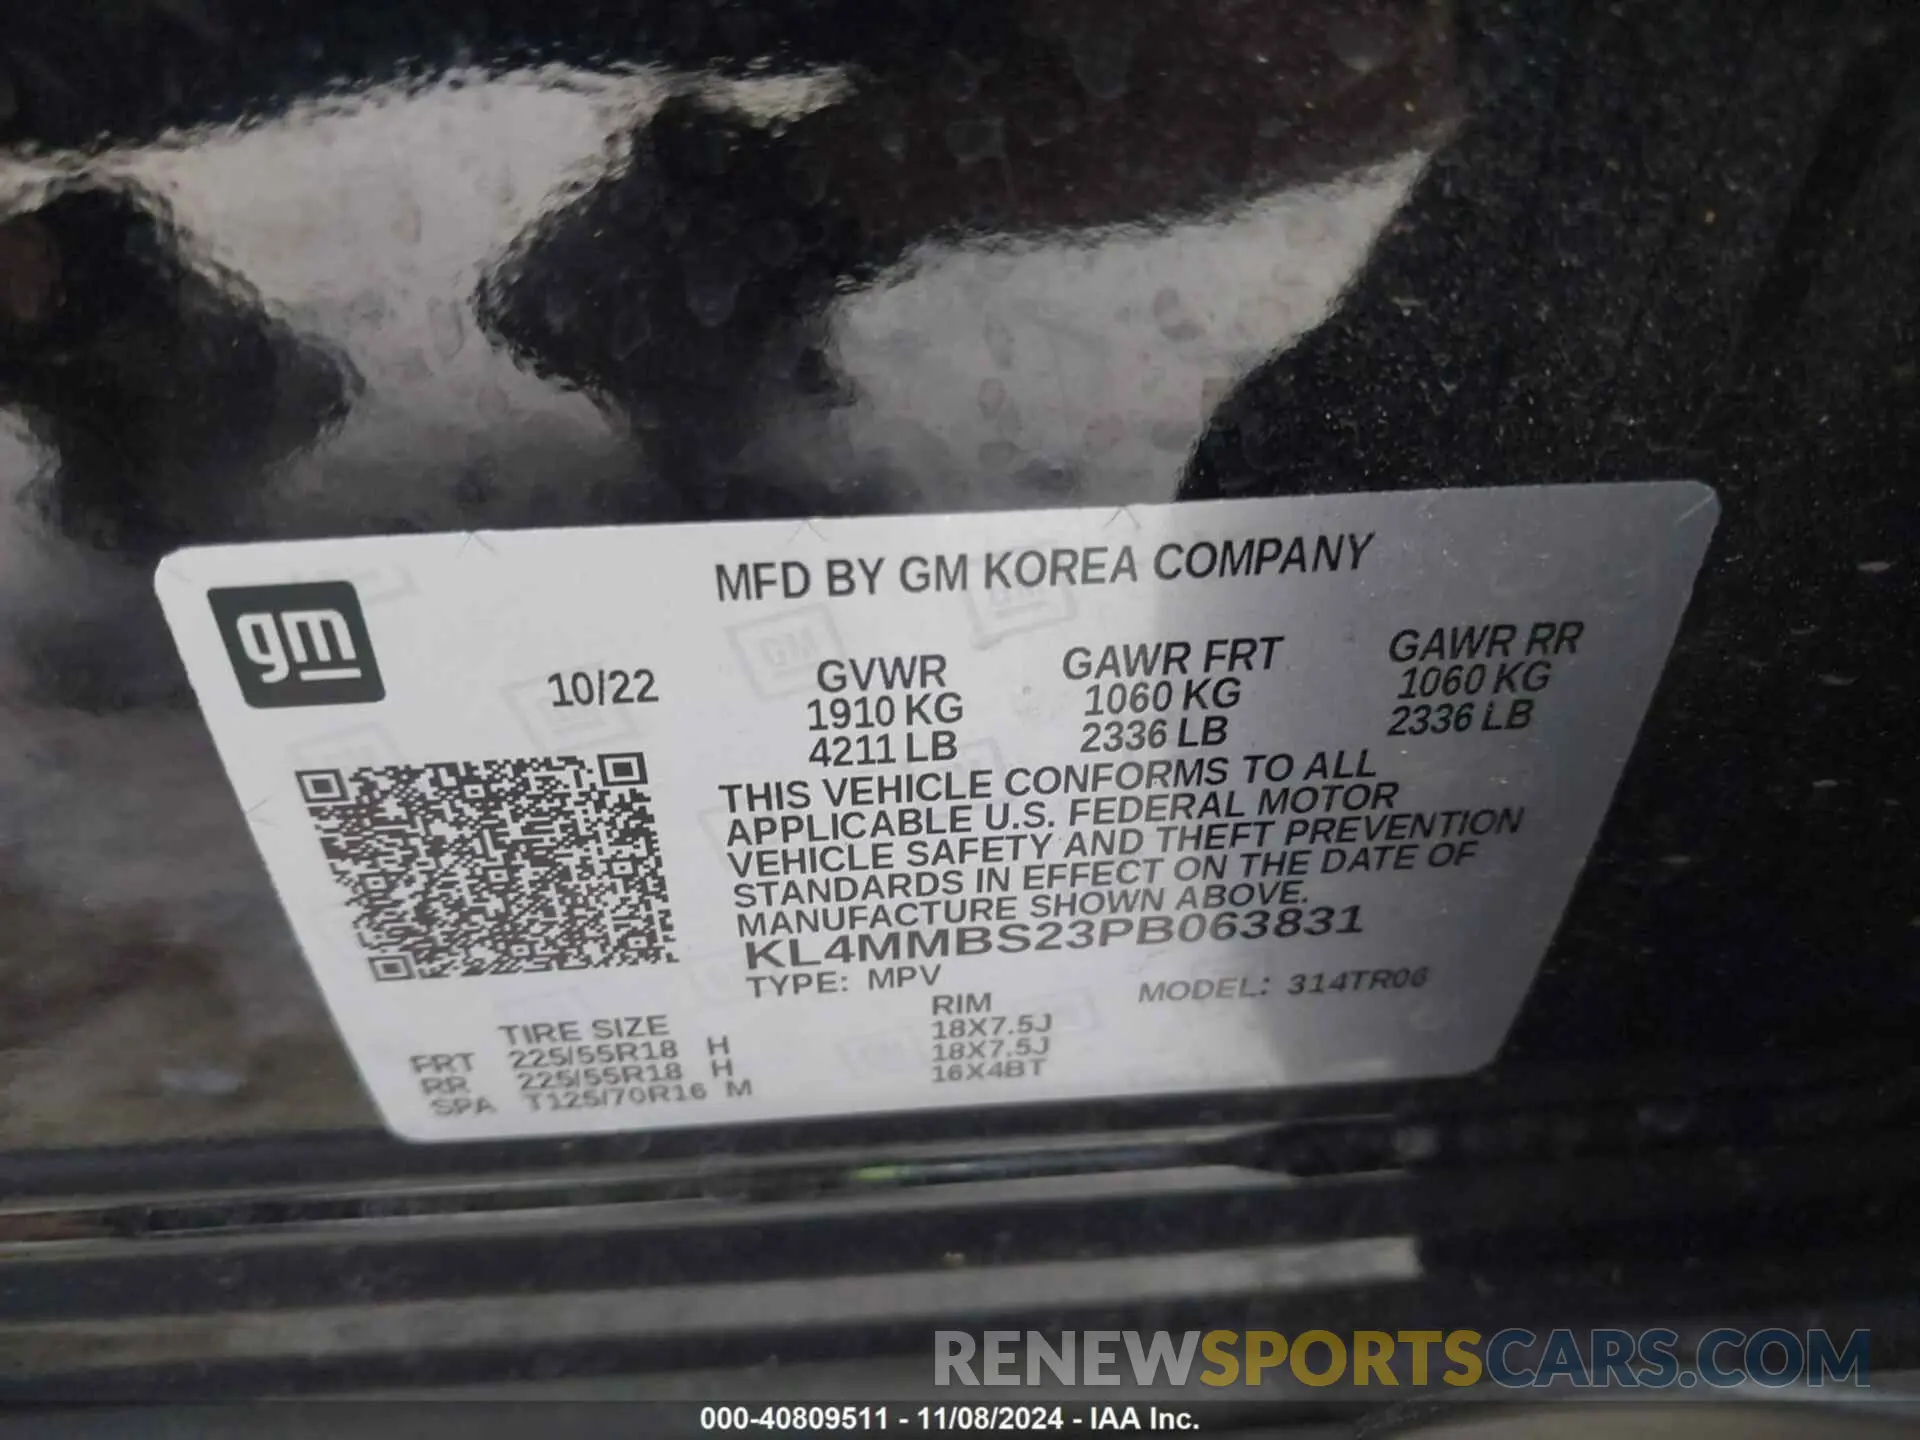 MFD BY GM KOREA COMPANY
gm
10/22
GVWR GAWR FRT GAWR RR
1910 KG 1060 KG 1060 KG
4211 LB 2336 LB 2336 LB
THIS VEHICLE CONFORMS TO ALL
APPLICABLE U.S. FEDERAL MOTOR
VEHICLE SAFETY AND THEFT PREVENTION
STANDARDS IN EFFECT ON THE DATE OF
MANUFACTURE SHOWN ABOVE.
KL4MMBS23PB063831
TYPE: MPV MODEL: 314TR06
TIRE SIZE RIM
FRT 225/55R18 H 18X7.5J
RR 225/55R18 H 18X7.5J
SPA T125/70R16 M 16X4BT
RENEWSPORTSCARS.COM
000-40809511 - 11/08/2024 - IAA Inc.